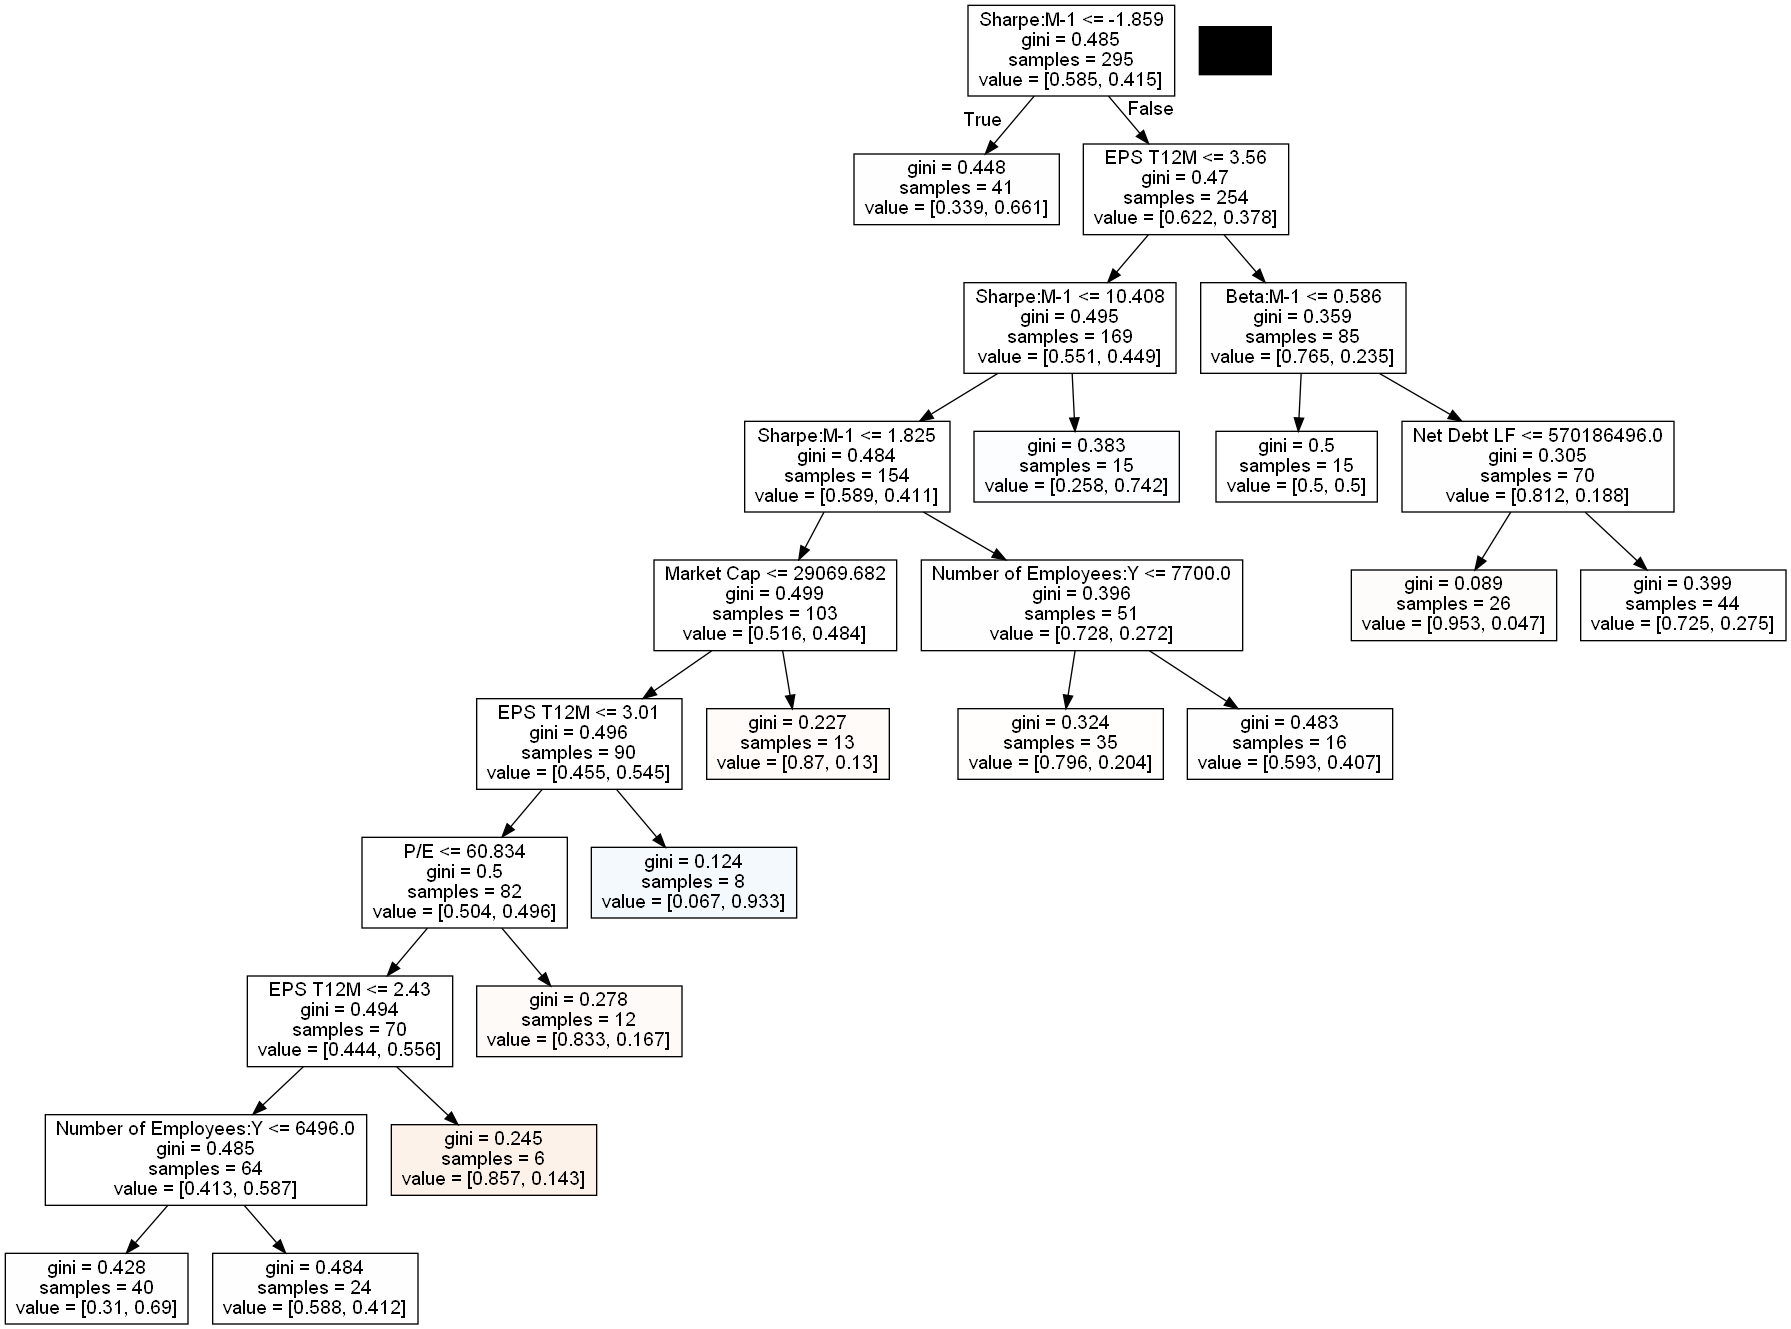 Sharpe:M-1 <= -1.859
gini = 0.485
samples = 295
value = [0.585, 0.415]
True
False
gini = 0.448
samples = 41
value = [0.339, 0.661]
EPS T12M <= 3.56
gini = 0.47
samples = 254
value = [0.622, 0.378]
Sharpe:M-1 <= 10.408
gini = 0.495
samples = 169
value = [0.551, 0.449]
Beta:M-1 <= 0.586
gini = 0.359
samples = 85
value = [0.765, 0.235]
Sharpe:M-1 <= 1.825
gini = 0.484
samples = 154
value = [0.589, 0.411]
gini = 0.383
samples = 15
value = [0.258, 0.742]
gini = 0.5
samples = 15
value = [0.5, 0.5]
Net Debt LF <= 570186496.0
gini = 0.305
samples = 70
value = [0.812, 0.188]
Market Cap <= 29069.682
gini = 0.499
samples = 103
value = [0.516, 0.484]
Number of Employees:Y <= 7700.0
gini = 0.396
samples = 51
value = [0.728, 0.272]
gini = 0.089
samples = 26
value = [0.953, 0.047]
gini = 0.399
samples = 44
value = [0.725, 0.275]
EPS T12M <= 3.01
gini = 0.496
samples = 90
value = [0.455, 0.545]
gini = 0.227
samples = 13
value = [0.87, 0.13]
gini = 0.324
samples = 35
value = [0.796, 0.204]
gini = 0.483
samples = 16
value = [0.593, 0.407]
P/E <= 60.834
gini = 0.5
samples = 82
value = [0.504, 0.496]
gini = 0.124
samples = 8
value = [0.067, 0.933]
EPS T12M <= 2.43
gini = 0.494
samples = 70
value = [0.444, 0.556]
gini = 0.278
samples = 12
value = [0.833, 0.167]
Number of Employees:Y <= 6496.0
gini = 0.485
samples = 64
value = [0.413, 0.587]
gini = 0.245
samples = 6
value = [0.857, 0.143]
gini = 0.428
samples = 40
value = [0.31, 0.69]
gini = 0.484
samples = 24
value = [0.588, 0.412]